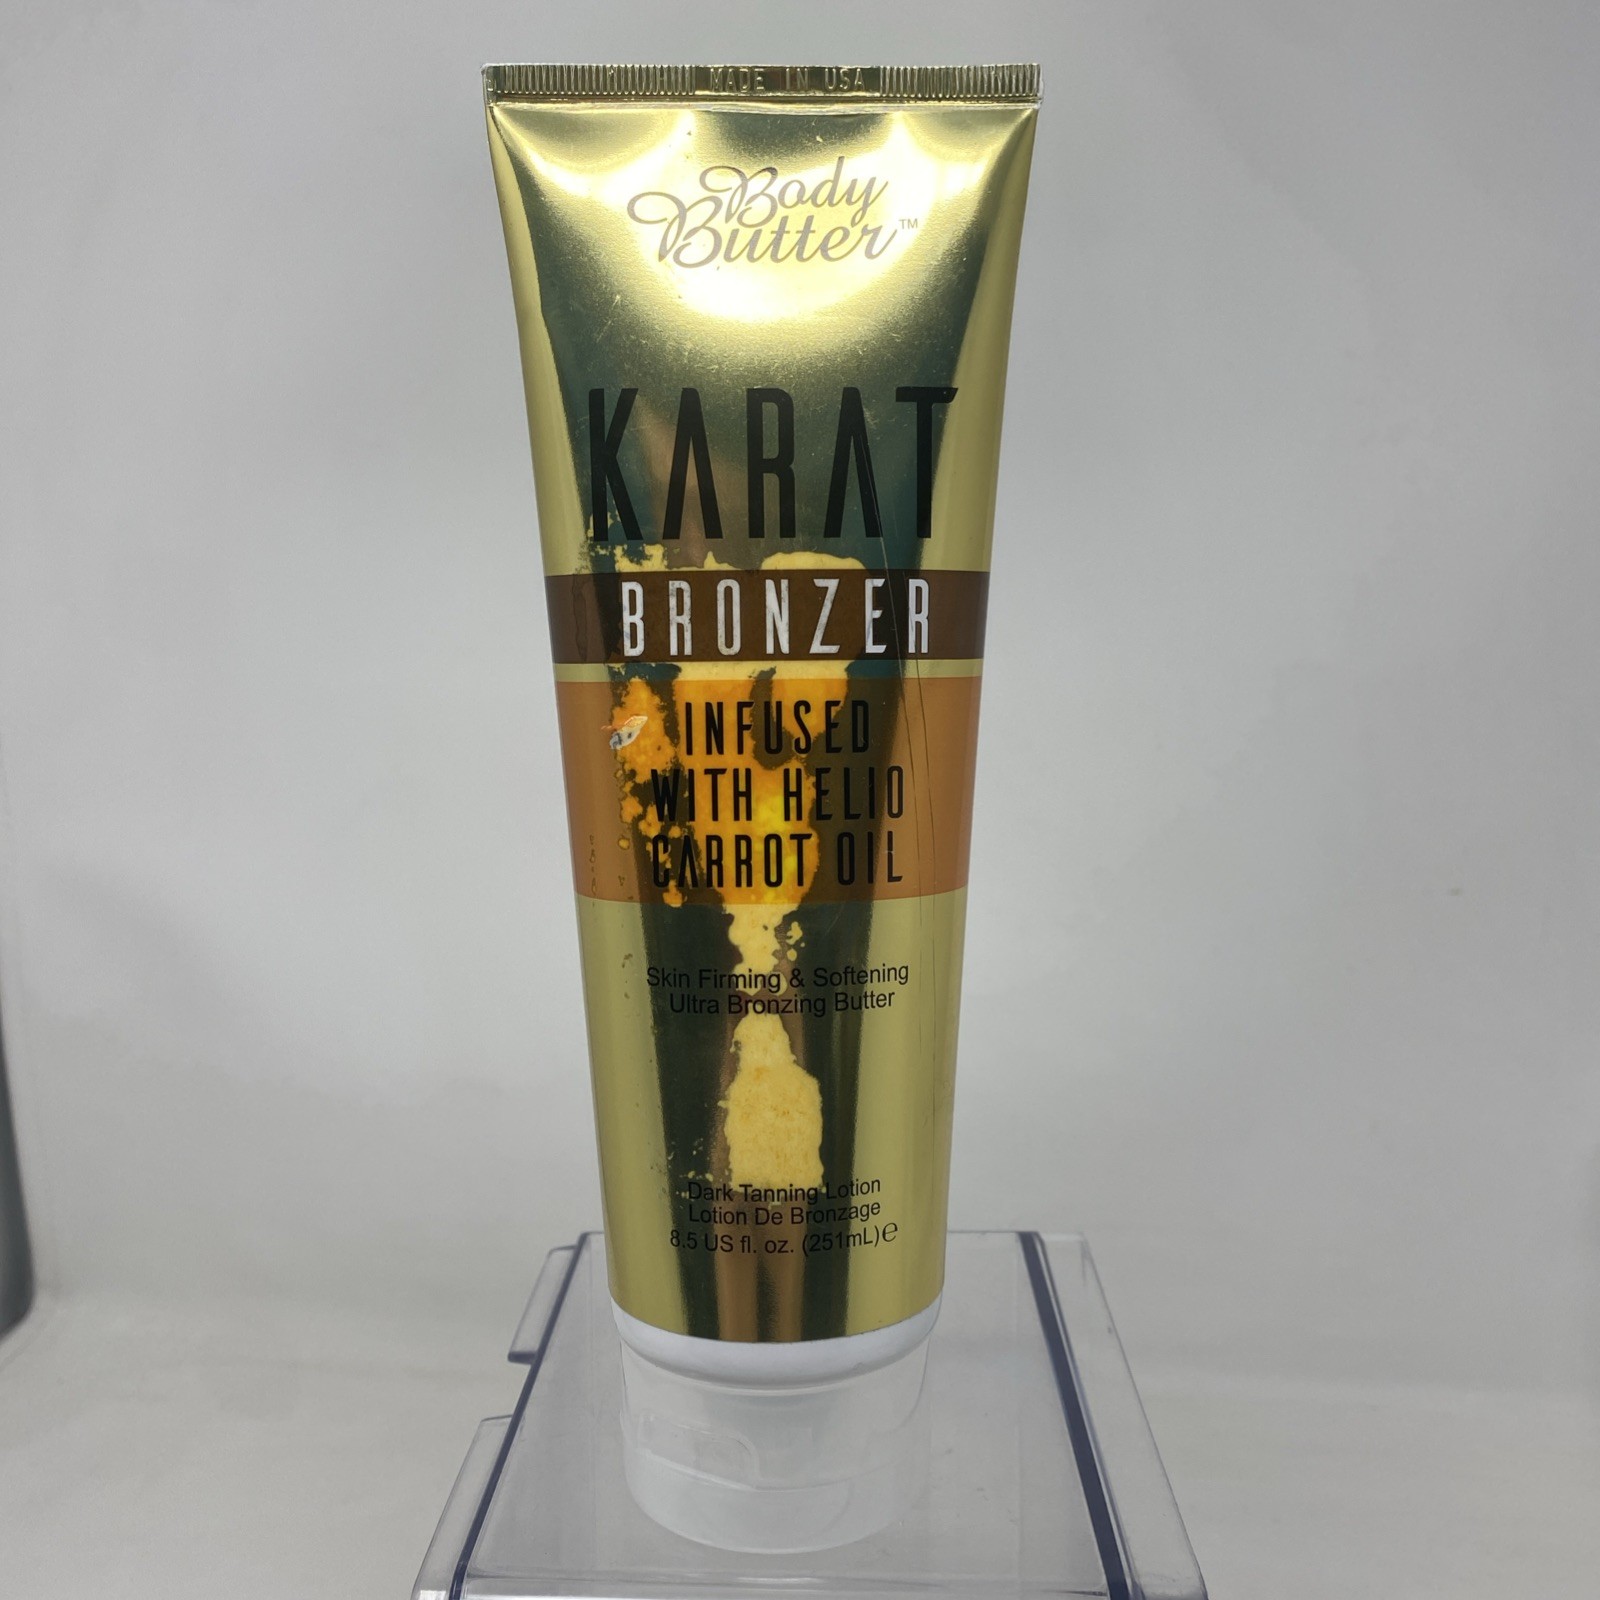 MADE IN USA
Body
Butter™
KARAT
BRONZER
INFUSED
WITH HELIO
CARROT OIL
Skin Firming & Softening
Ultra Bronzing Butter
Dark Tanning Lotion
Lotion De Bronzage
8.5 US fl. oz. (251mL)℮